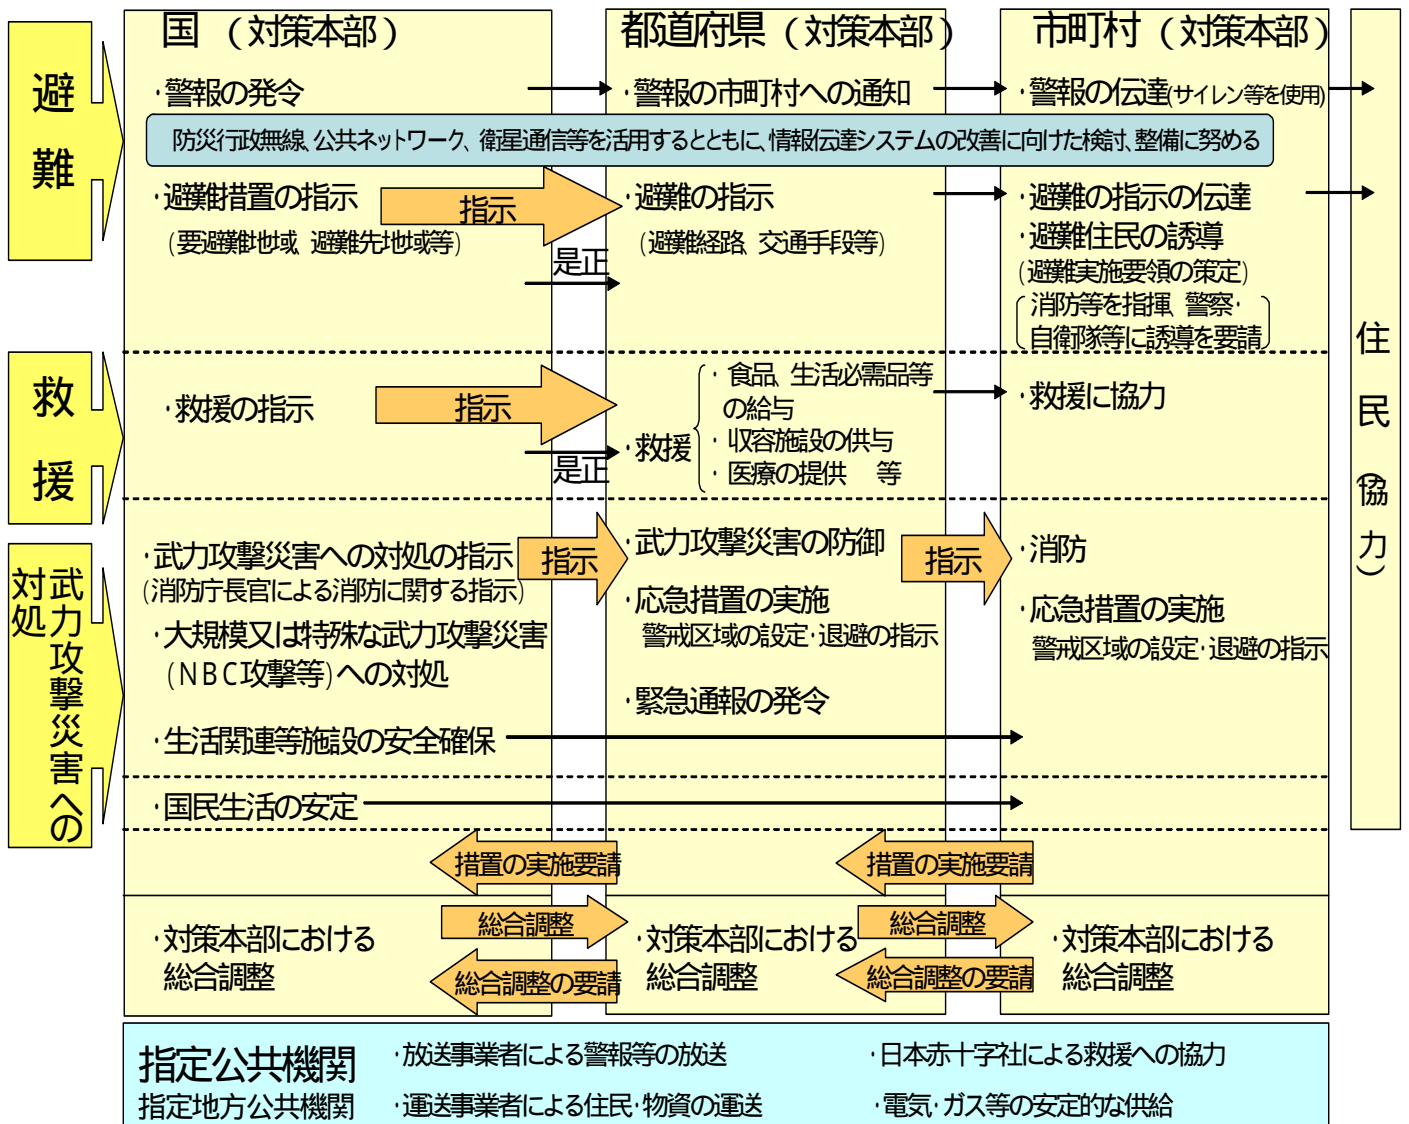 国 (対策本部)
都道府県 (対策本部)
市町村 (対策本部)
避難
・警報の発令
・警報の市町村への通知
・警報の伝達(サイレン等を使用)
防災行政無線、公共ネットワーク、衛星通信等を活用するとともに、情報伝達システムの改善に向けた検討、整備に努める
・避難措置の指示
(要避難地域、避難先地域等)
指示
是正
・避難の指示
(避難経路、交通手段等)
・避難の指示の伝達
・避難住民の誘導
(避難実施要領の策定)
消防等を指揮、警察・
自衛隊等に誘導を要請
救援
・救援の指示
指示
是正
・救援
・食品、生活必需品等
の給与
・収容施設の供与
・医療の提供 等
・救援に協力
武力攻撃災害への
対処
・武力攻撃災害への対処の指示
(消防庁長官による消防に関する指示)
・大規模又は特殊な武力攻撃災害
(NBC攻撃等)への対処
・生活関連等施設の安全確保
指示
・武力攻撃災害の防御
・応急措置の実施
警戒区域の設定・退避の指示
・緊急通報の発令
指示
・消防
・応急措置の実施
警戒区域の設定・退避の指示
・国民生活の安定
措置の実施要請
措置の実施要請
・対策本部における
総合調整
総合調整
総合調整の要請
・対策本部における
総合調整
総合調整
総合調整の要請
・対策本部における
総合調整
住民(協力)
指定公共機関
指定地方公共機関
・放送事業者による警報等の放送
・日本赤十字社による救援への協力
・運送事業者による住民・物資の運送
・電気・ガス等の安定的な供給